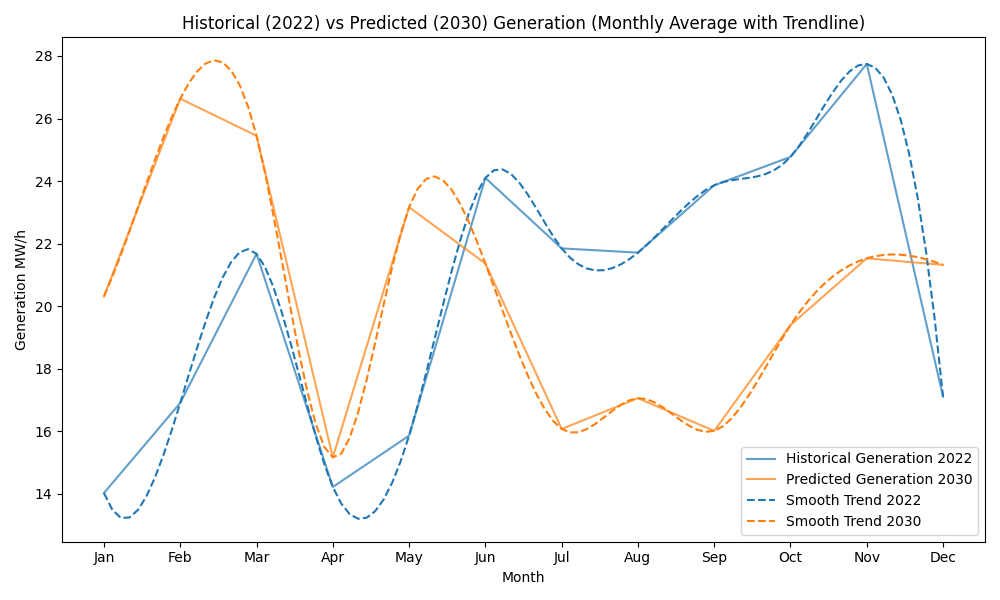 Historical (2022) vs Predicted (2030) Generation (Monthly Average with Trendline)
Generation MW/h
28
26
24
22
20
18
16
14
Historical Generation 2022
Predicted Generation 2030
Smooth Trend 2022
Smooth Trend 2030
Jan Feb Mar Apr May Jun Jul Aug Sep Oct Nov Dec
Month